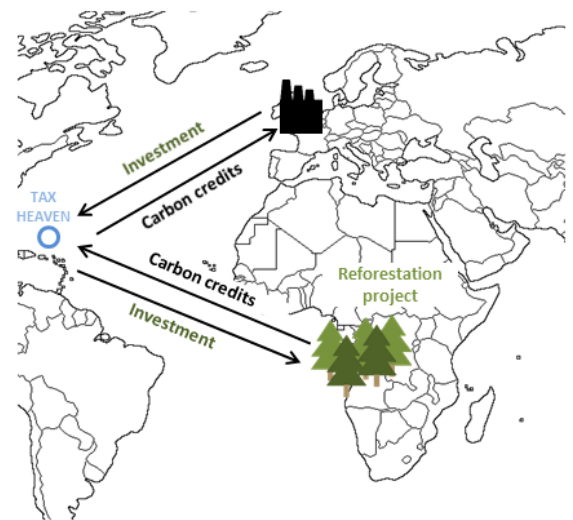 Investment
Carbon credits
TAX
HEAVEN
Carbon credits
Reforestation
project
Investment